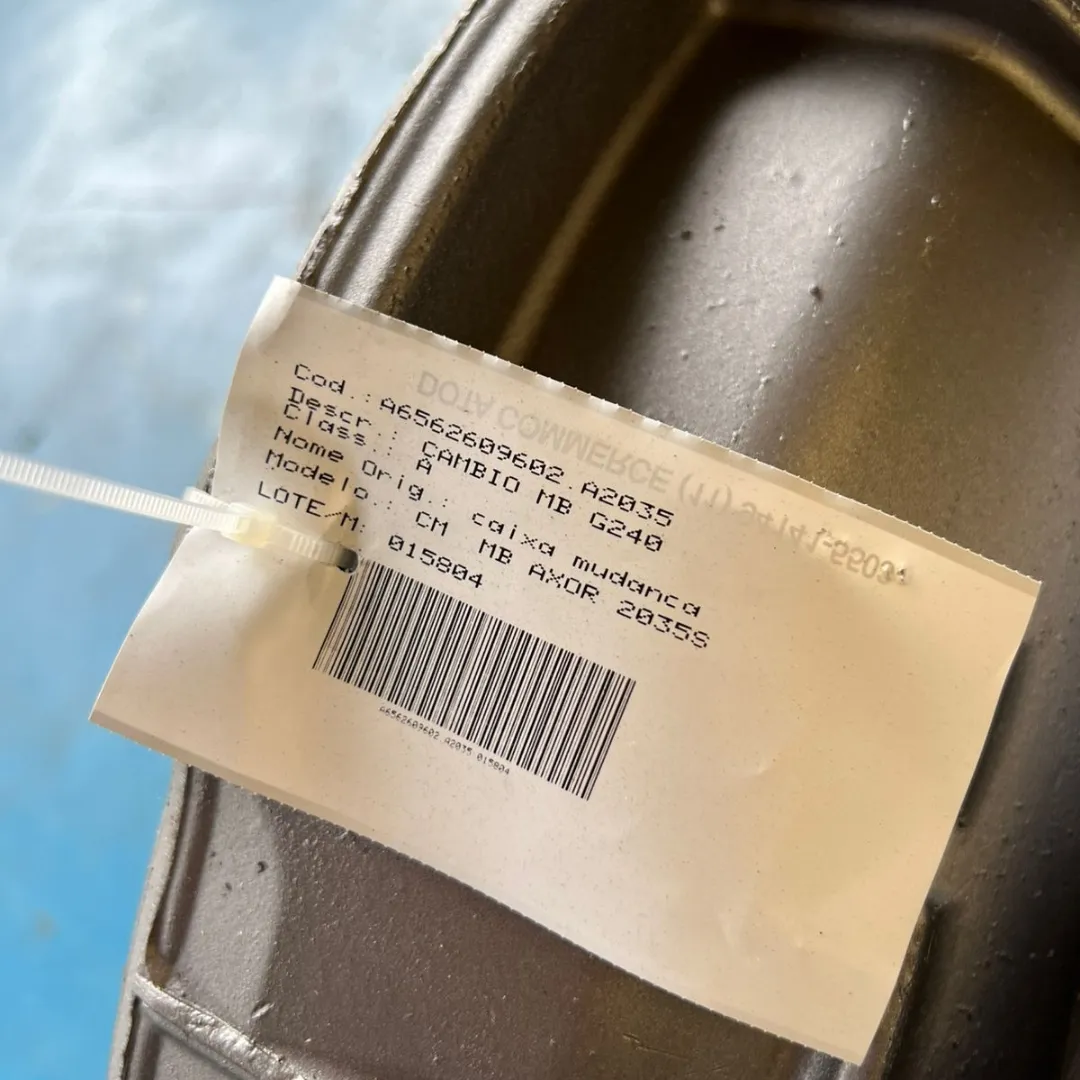 Cod.: A6562609602.A2035
Descr.: CAMBIO MB G240
Class.: A
Nome Orig.: caixa mudanca
Modelo.: CM MB AXOR 2035S
LOTE/M: 015804
A6562609602.A2035.015804
DOTA COMMERCE (11)